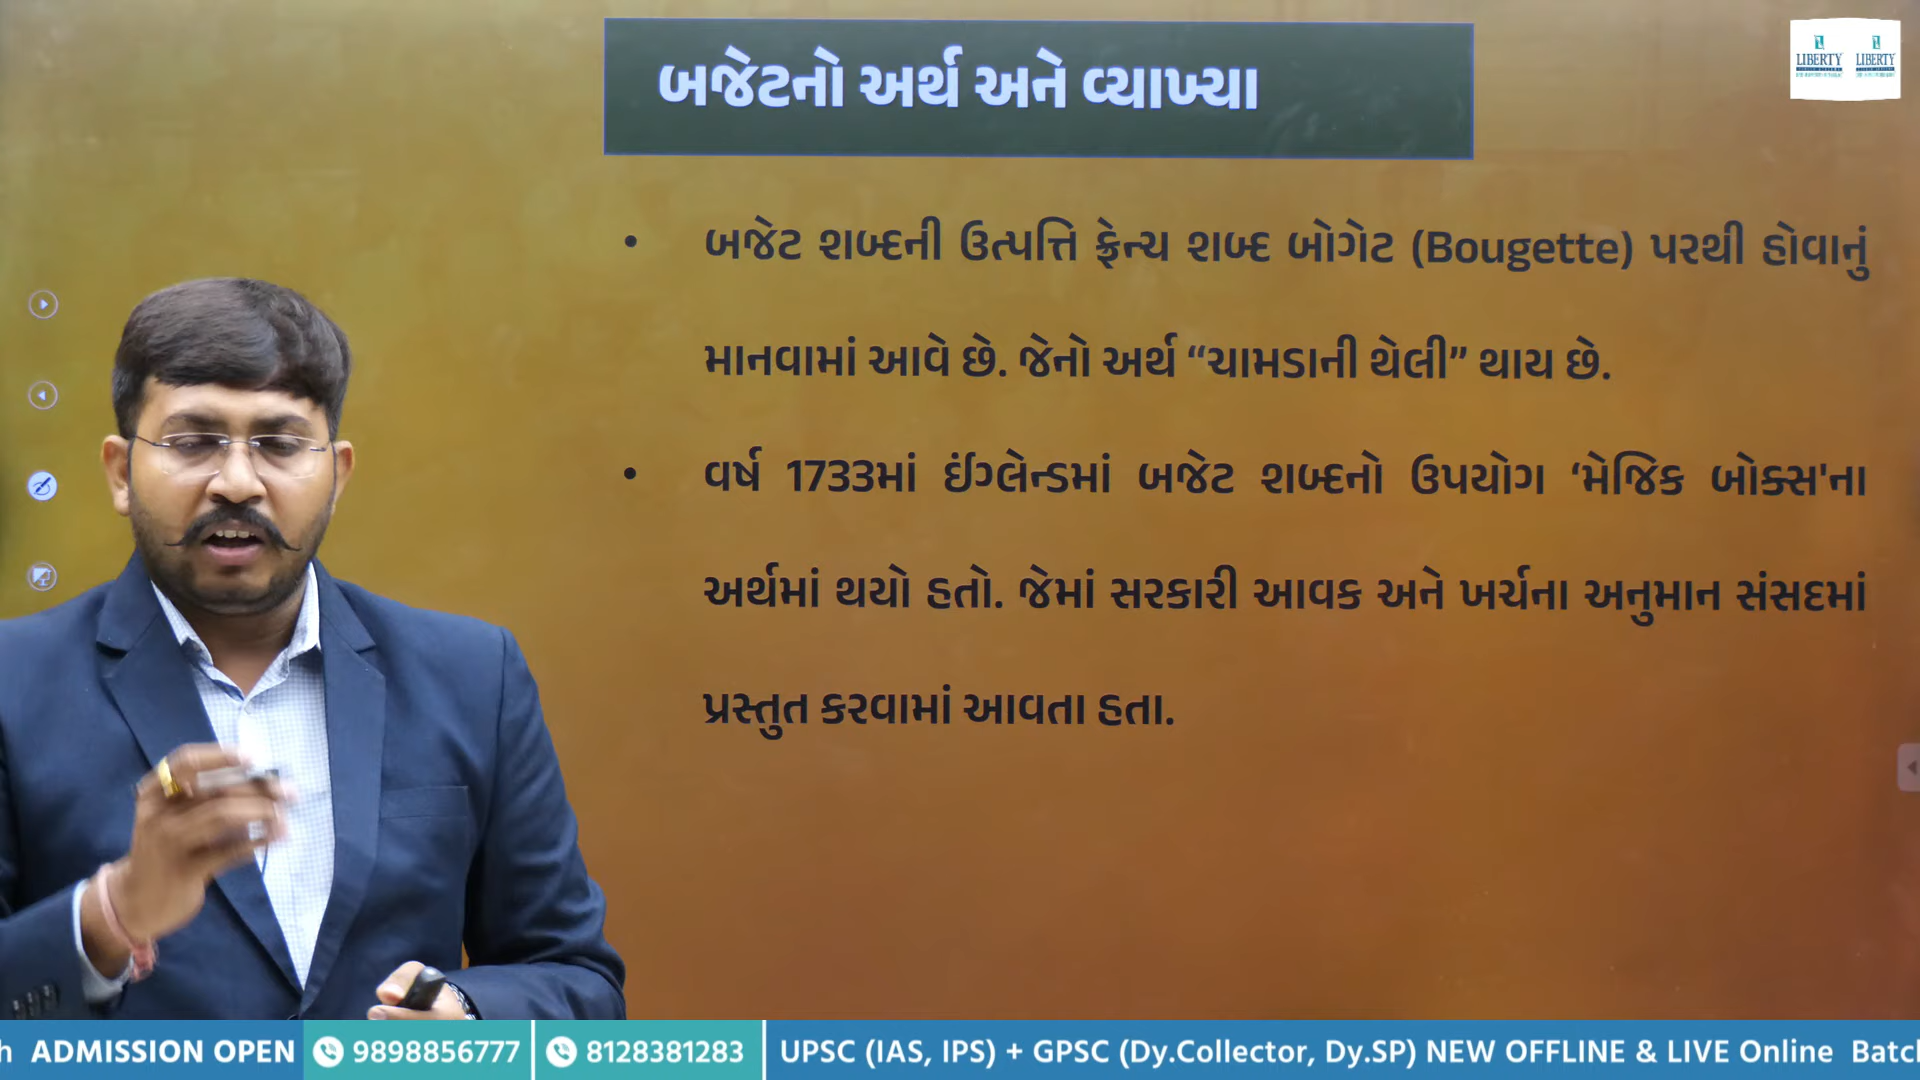 બજેટનો અર્થ અને વ્યાખ્યા
LIBERTY LIBERTY
• બજેટ શબ્દની ઉત્પત્તિ ફ્રેન્ચ શબ્દ બોગેટ (Bougette) પરથી હોવાનું
માનવામાં આવે છે. જેનો અર્થ “ચામડાની થેલી” થાય છે.
• વર્ષ 1733માં ઈંગ્લેન્ડમાં બજેટ શબ્દનો ઉપયોગ ‘મેજિક બોક્સ'ના
અર્થમાં થયો હતો. જેમાં સરકારી આવક અને ખર્ચના અનુમાન સંસદમાં
પ્રસ્તુત કરવામાં આવતા હતા.
h ADMISSION OPEN 9898856777 8128381283 UPSC (IAS, IPS) + GPSC (Dy.Collector, Dy.SP) NEW OFFLINE & LIVE Online Batc